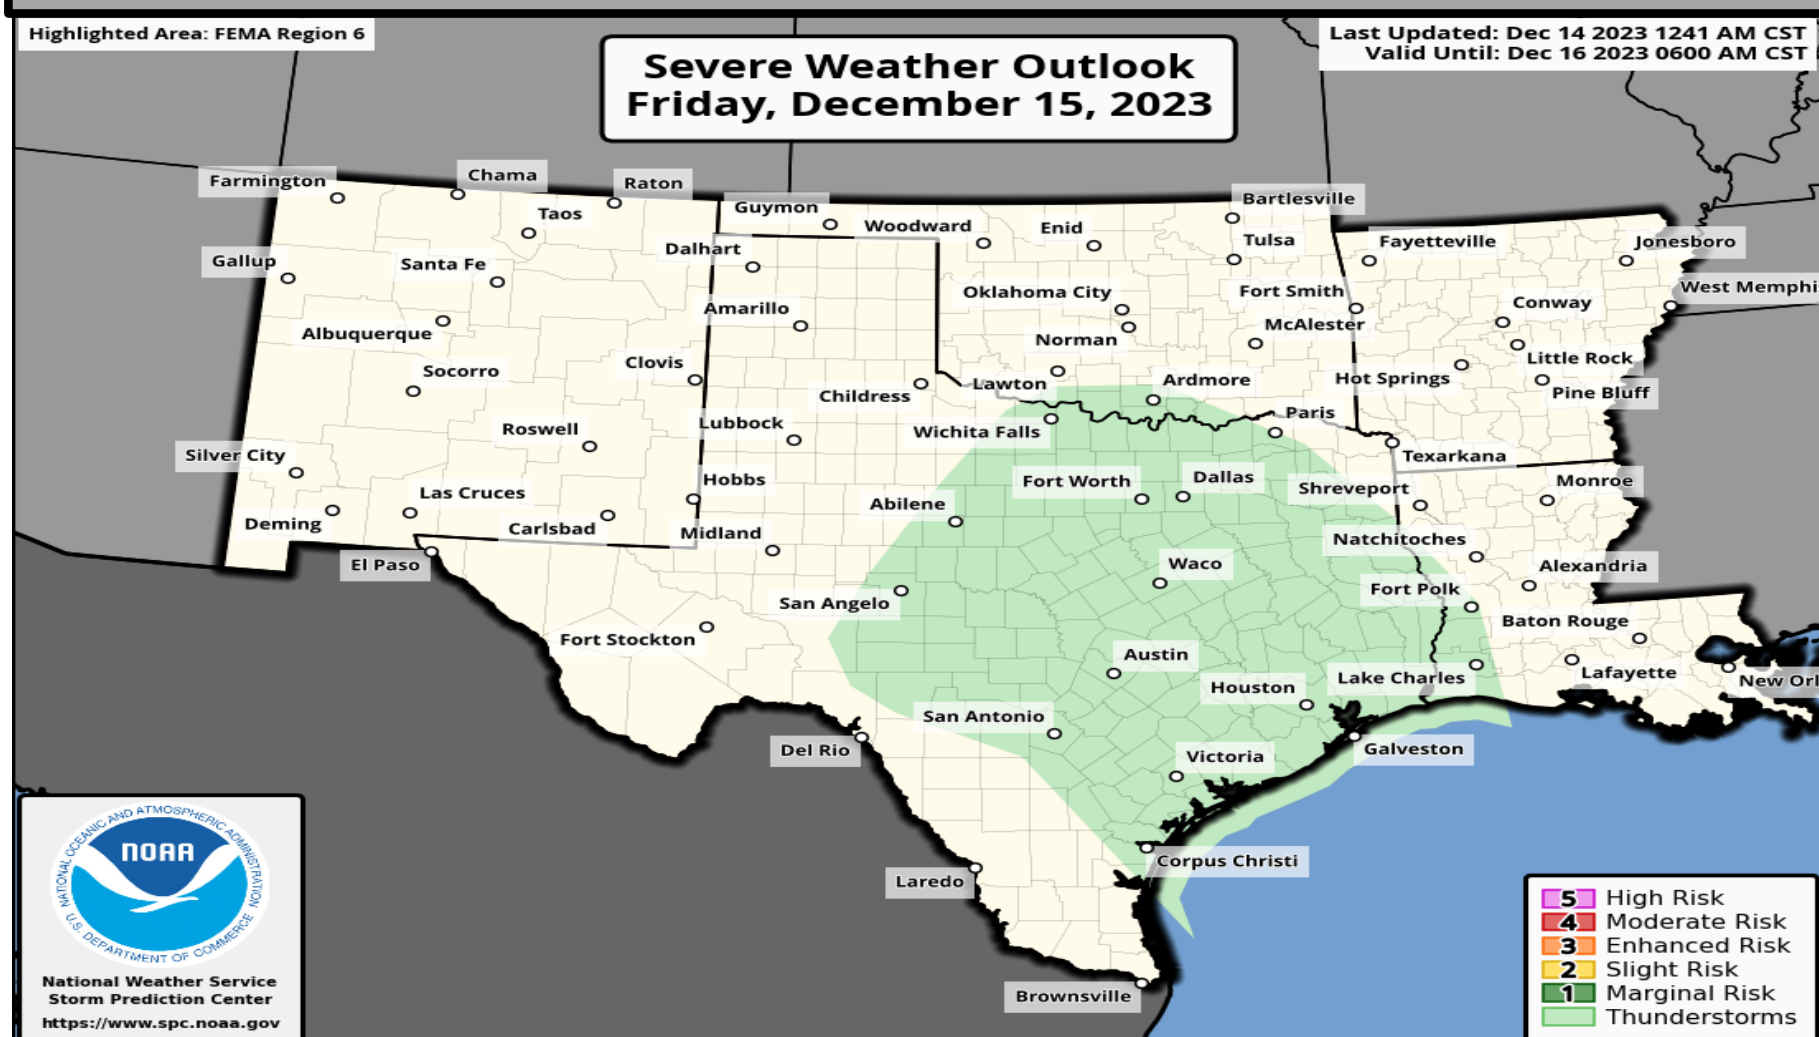 Highlighted Area: FEMA Region 6
Last Updated: Dec 14 2023 1241 AM CST
Valid Until: Dec 16 2023 0600 AM CST
Severe Weather Outlook
Friday, December 15, 2023
Farmington
Chama
Raton
Taos
Guymon
Woodward
Enid
Bartlesville
Tulsa
Fayetteville
Jonesboro
Gallup
Santa Fe
Dalhart
Oklahoma City
Fort Smith
Conway
West Memphi
Albuquerque
Amarillo
Norman
McAlester
Little Rock
Socorro
Clovis
Childress
Lawton
Ardmore
Hot Springs
Pine Bluff
Roswell
Lubbock
Wichita Falls
Paris
Texarkana
Silver City
Las Cruces
Hobbs
Abilene
Fort Worth
Dallas
Shreveport
Monroe
Deming
Carlsbad
Midland
Natchitoches
El Paso
San Angelo
Waco
Fort Polk
Alexandria
Fort Stockton
Austin
Baton Rouge
Houston
Lake Charles
Lafayette
New Orl
San Antonio
Del Rio
Victoria
Galveston
Laredo
Corpus Christi
Brownsville
NATIONAL OCEANIC AND ATMOSPHERIC ADMINISTRATION
NOAA
U.S. DEPARTMENT OF COMMERCE
National Weather Service
Storm Prediction Center
https://www.spc.noaa.gov
5 High Risk
4 Moderate Risk
3 Enhanced Risk
2 Slight Risk
1 Marginal Risk
Thunderstorms